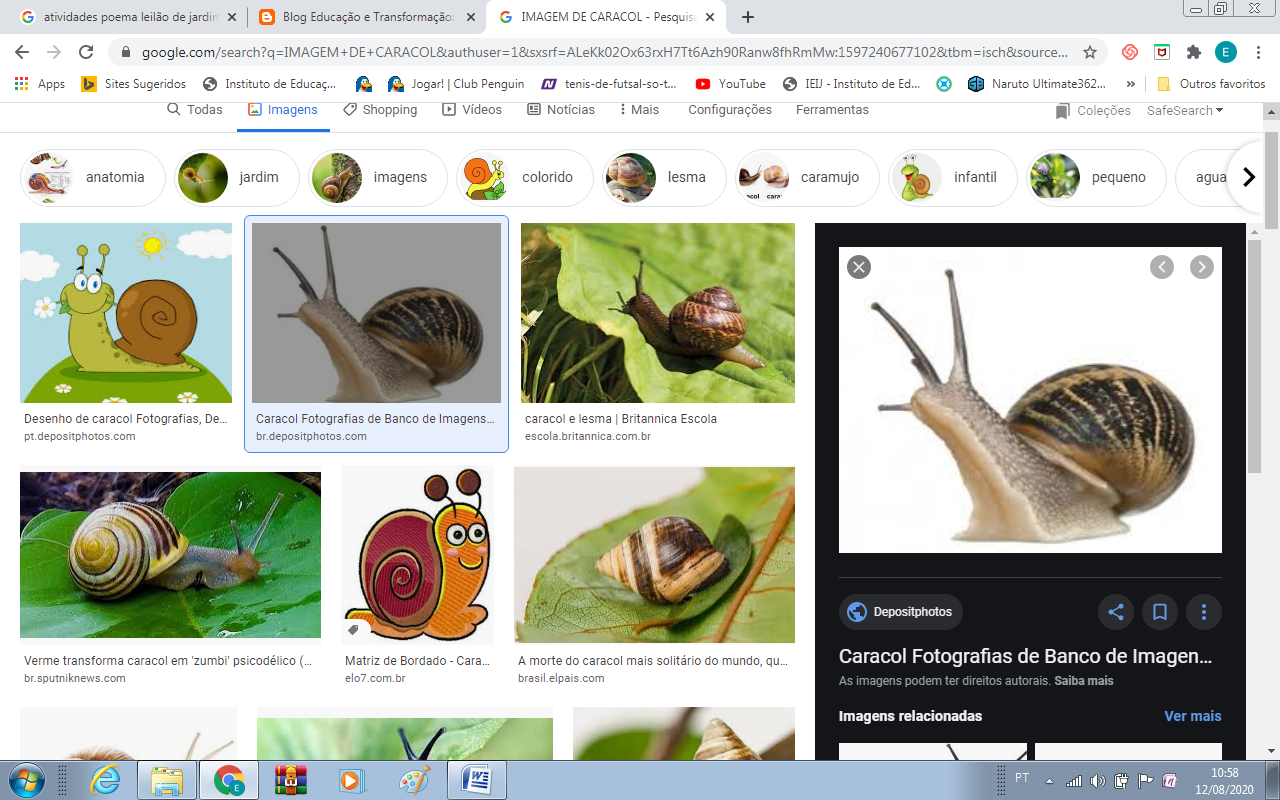 atividades poema leilão de jardin
Blog Educação e Transformação:
IMAGEM DE CARACOL - Pesquisa
google.com/search?q=IMAGEM+DE+CARACOL&authuser=1&sxsrf=ALeKk02Ox63rxH7Tt6Azh90Ranw8fhRmMw:1597240677102&tbm=isch&source...
E
Apps
Sites Sugeridos
Instituto de Educaç...
Jogar! | Club Penguin
tenis-de-futsal-so-t...
YouTube
IEIJ - Instituto de Ed...
Naruto Ultimate362...
»
Outros favoritos
Todas
Imagens
Shopping
Vídeos
Notícias
Mais
Configurações
Ferramentas
Coleções
SafeSearch
anatomia
jardim
imagens
colorido
lesma
caramujo
infantil
pequeno
agua
Desenho de caracol Fotografias, De...
pt.depositphotos.com
Caracol Fotografias de Banco de Imagens...
br.depositphotos.com
caracol e lesma | Britannica Escola
escola.britannica.com.br
Verme transforma caracol em 'zumbi' psicodélico (...
br.sputniknews.com
Matriz de Bordado - Cara...
elo7.com.br
A morte do caracol mais solitário do mundo, qu...
brasil.elpais.com
Depositphotos
Caracol Fotografias de Banco de Imagen...
As imagens podem ter direitos autorais. Saiba mais
Imagens relacionadas
Ver mais
PT
10:58
12/08/2020